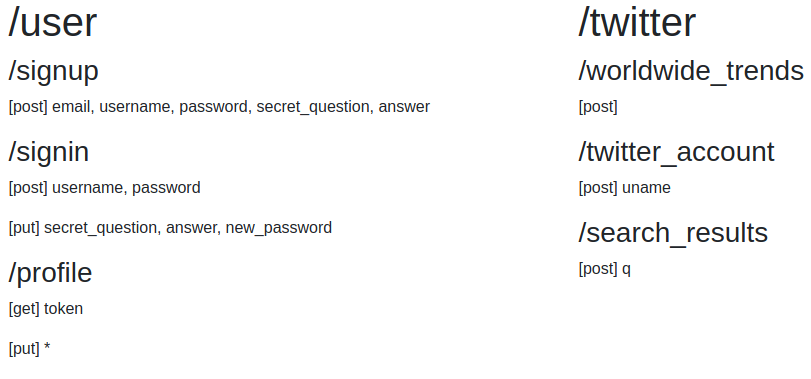 /user
/signup
[post] email, username, password, secret_question, answer
/signin
[post] username, password
[put] secret_question, answer, new_password
/profile
[get] token
[put] *
/twitter
/worldwide_trends
[post]
/twitter_account
[post] uname
/search_results
[post] q